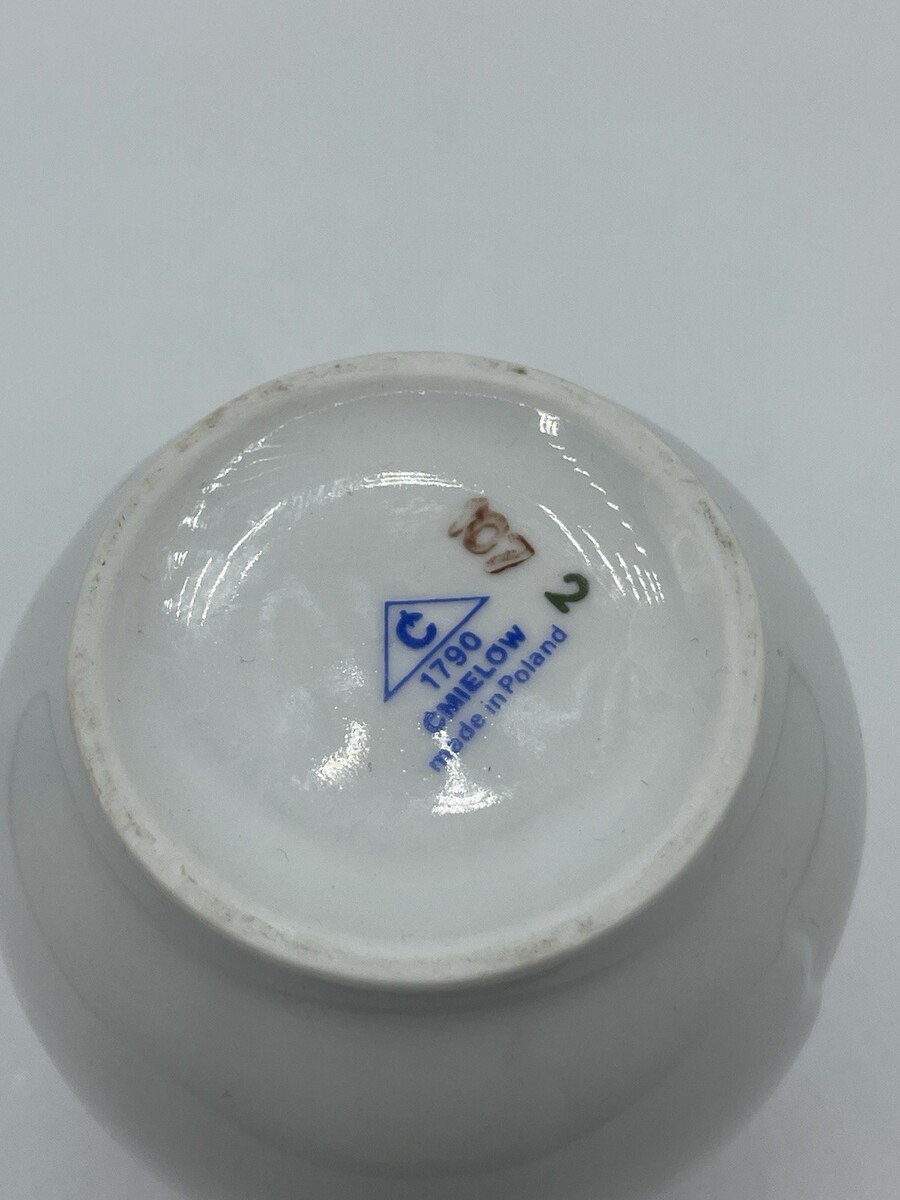 C
1790
ĆMIELOW
made in Poland
2